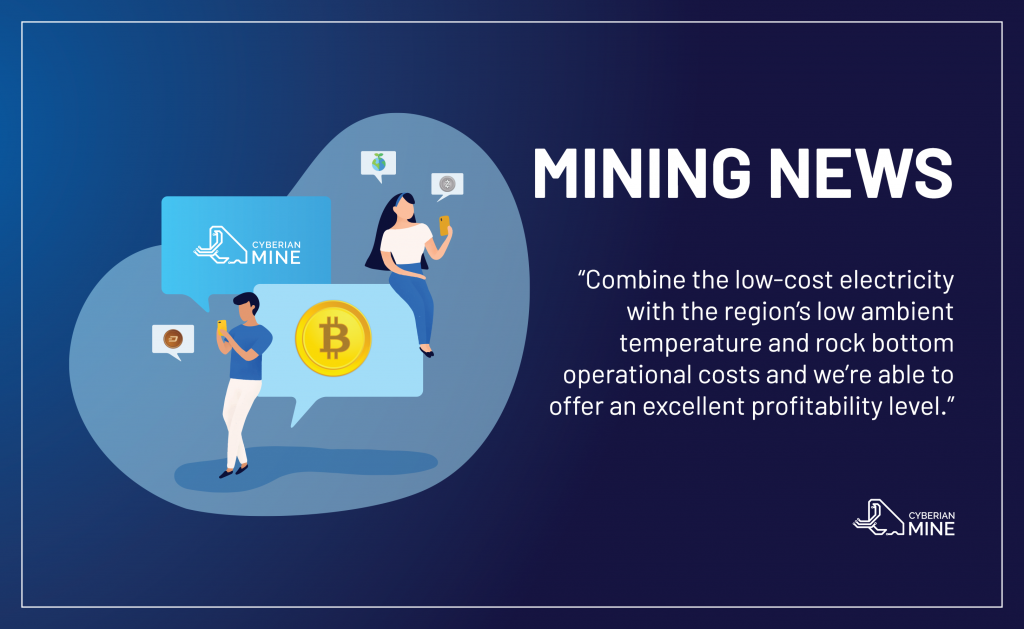 MINING NEWS
CYBERIAN
MINE
“Combine the low-cost electricity
with the region’s low ambient
temperature and rock bottom
operational costs and we’re able to
offer an excellent profitability level.”
CYBERIAN
MINE